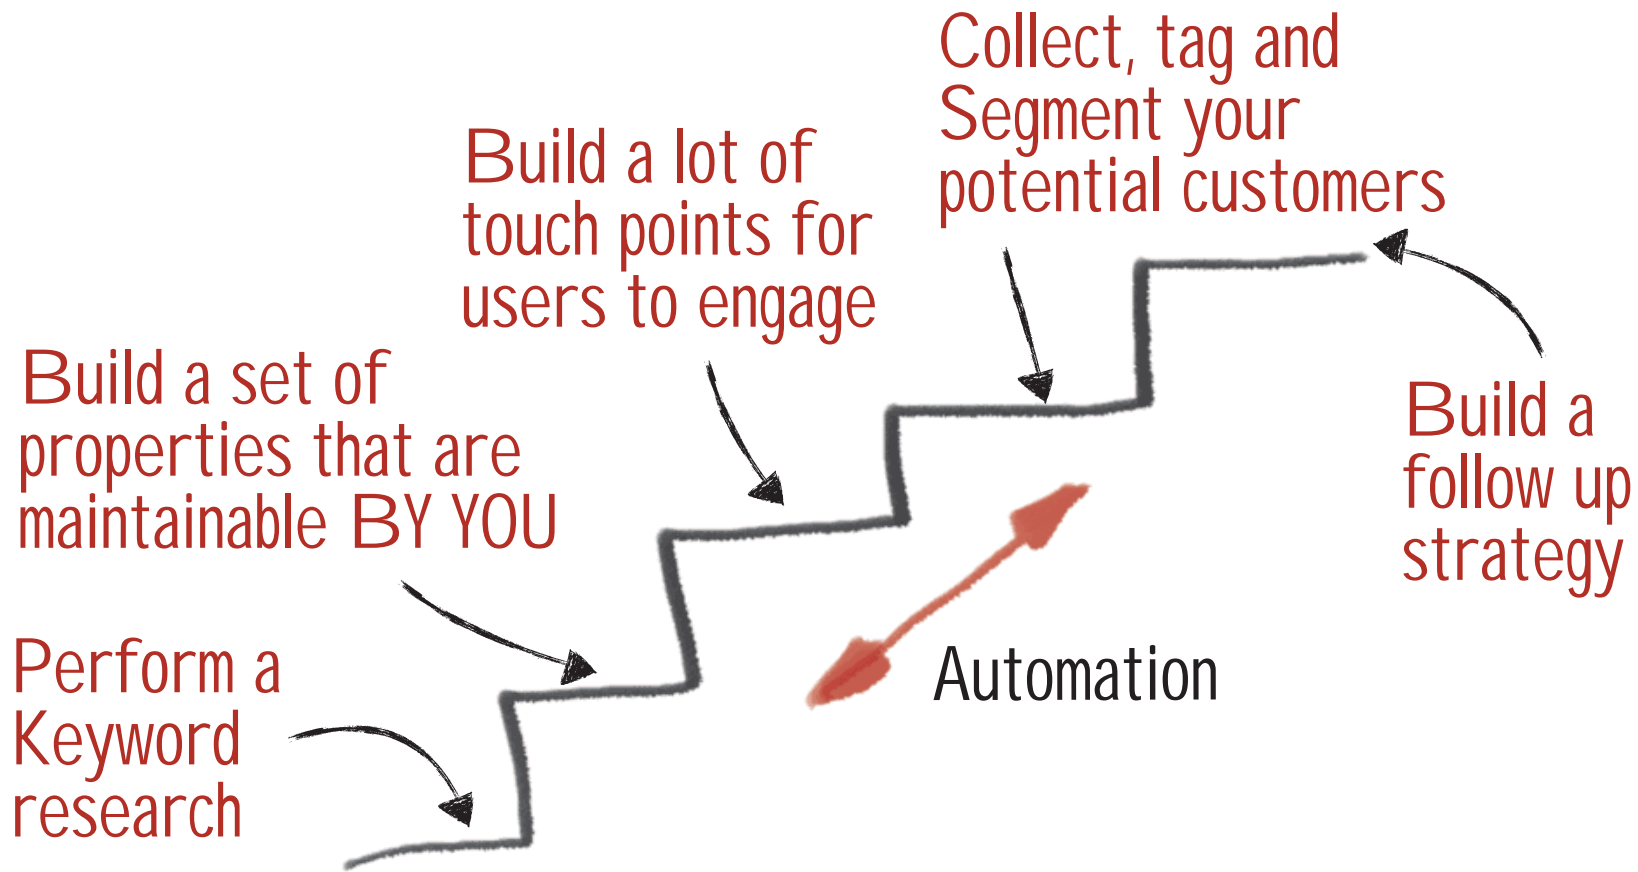 Collect, tag and
Segment your
potential customers
Build a lot of
touch points for
users to engage
Build a set of
properties that are
maintainable BY YOU
Build a
follow up
strategy
Perform a
Keyword
research
Automation